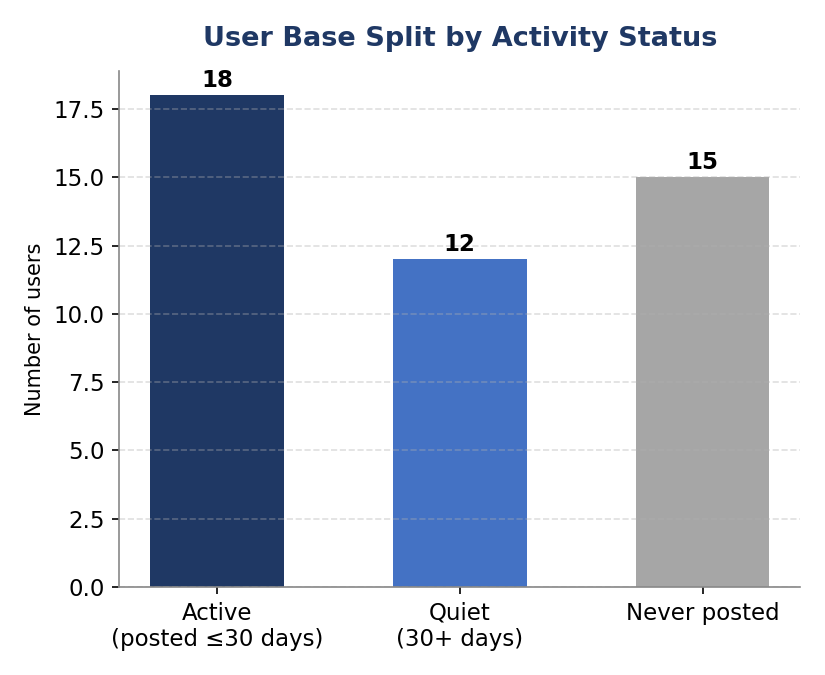 User Base Split by Activity Status
Number of users
17.5
15.0
12.5
10.0
7.5
5.0
2.5
0.0
18
12
15
Active
(posted ≤30 days)
Quiet
(30+ days)
Never posted